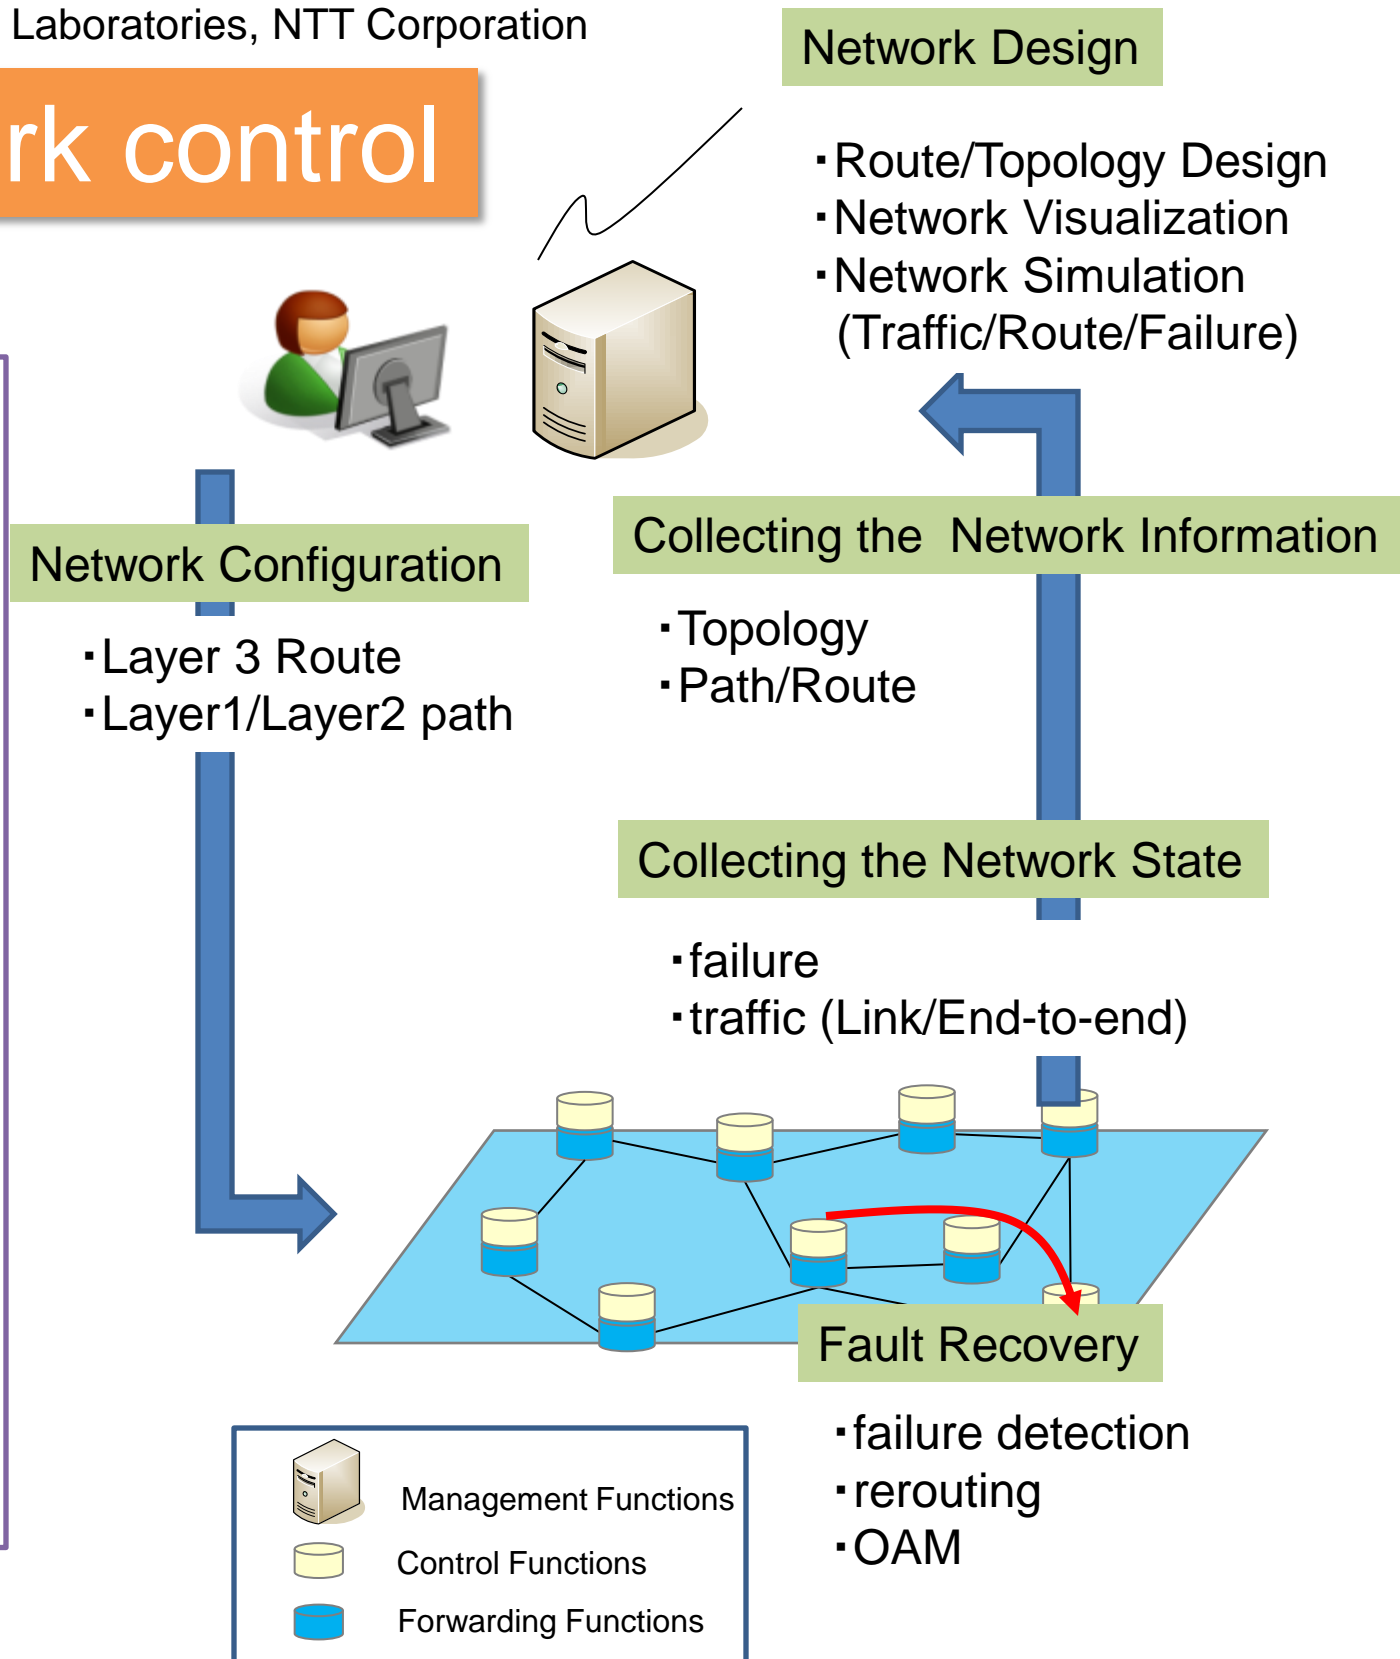 Laboratories, NTT Corporation
rk control
Network Design
・Route/Topology Design
・Network Visualization
・Network Simulation
(Traffic/Route/Failure)
Network Configuration
・Layer 3 Route
・Layer1/Layer2 path
Collecting the  Network Information
・Topology
・Path/Route
Collecting the Network State
・failure
・traffic (Link/End-to-end)
Fault Recovery
・failure detection
・rerouting
・OAM
Management Functions
Control Functions
Forwarding Functions